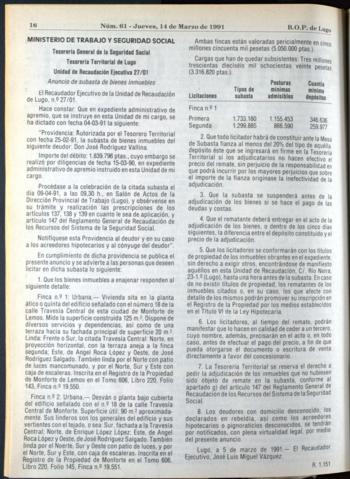 16 Núm. 61 - Jueves, 14 de Marzo de 1991 B.O.P. de Lugo
MINISTERIO DE TRABAJO Y SEGURIDAD SOCIAL
Tesorería General de la Seguridad Social
Tesorería Territorial de Lugo
Unidad de Recaudación Ejecutiva 27/01
Anuncio de subasta de bienes inmuebles
El Recaudador Ejecutivo de la Unidad de Recaudación
de Lugo, n.º 27/01.
Hace constar: Que en expediente administrativo de
apremio, que se instruye en esta Unidad de mi cargo, se
ha dictado con fecha 04-03-91 la siguiente:
"Providencia: Autorizada por el Tesorero Territorial
con fecha 25-02-91, la subasta de bienes inmuebles del
siguiente deudor: Don José Rodríguez Vallina.
Importe del débito: 1.639.796 ptas., cuyo embargo se
realizó por diligencias de fecha 15-03-90, en expediente
administrativo de apremio instruido en esta Unidad de mi
cargo.
Procédase a la celebración de la citada subasta el
día 09-04-91, a las 09,30 h., en Salón de Actos de la
Dirección Provincial de Trabajo (Lugo), y obsérvense en
su trámite y realización las prescripciones de los
artículos 137, 138 y 139 en cuanto le sea de aplicación, y
artículo 147 del Reglamento General de Recaudación de
los Recursos del Sistema de la Seguridad Social.
Notifíquese esta Providencia al deudor y en su caso
a los acreedores hipotecarios y al cónyuge del deudor".
En cumplimiento de dicha providencia se publica el
presente anuncio y se advierte a las personas que deseen
licitar en dicha subasta lo siguiente:
1. Que los bienes inmuebles a enajenar responden al
siguiente detalle:
Finca n.º 1: Urbana.— Vivienda sita en la planta
ático o quinta del edificio señalado con el número 18 de la
calle Travesía Central de esta ciudad de Monforte de
Lemos. Mide la superficie construida 125 m.². Dispone de
diversos servicios y dependencias, así como de una
terraza hacia su fachada principal de superficie 20 m.².
Linda: Frente o Sur, la citada Travesía Central. Norte, en
proyección horizontal, con la terraza aneja a la finca
segunda; Este, de Angel Roca López y Oeste, de José
Rodríguez Salgado. También linda por el Norte con patio
de luces mancomunado, y por el Norte, Sur y Este con
caja de escaleras. Inscrita en el Registro de la Propiedad
de Monforte de Lemos en el Tomo 606, Libro 220, Folio
143, Finca n.º 19.550.
Finca n.º 2: Urbana.— Desván o planta bajo cubierta
del edificio señalado con el n.º 18 de la calle Travesía
Central de Monforte. Superficie útil: 90 m.² aproximada-
mente. Sus linderos son los generales del edificio y sus
vertientes con el tejado, o sea: Sur, fachada a la Travesía
Central; Norte, de Enrique López López; Este, de Angel
Roca López y Oeste, de José Rodríguez Salgado. También
linda por el Norte, Sur y Oeste con patio de luces, y por
el Norte, Sur y Este, con caja de escaleras. Inscrita en el
Registro de la Propiedad de Monforte en el Tomo 606,
Libro 220, Folio 145, Finca n.º 19.551.
Ambas fincas están valoradas pericialmente en cinco
millones cincuenta mil pesetas (5.050.000 ptas.).
Cargas que han de quedar subsistentes: Tres millones
trescientas dieciséis mil ochocientas veinte pesetas
(3.316.820 ptas.).
Licitaciones Tipos de subasta Posturas mínimas admisibles Cuantía mínima depósito
Finca n.º 1
Primera 1.733.180 1.155.453 346.636
Segunda 1.299.885 866.590 259.977
2. Que todo licitador habrá de constituir ante la Mesa
de Subasta fianza al menos del 20% del tipo de aquélla,
depósito éste que se ingresará en firme en la Tesorería
Territorial si los adjudicatarios no hacen efectivo el
precio del remate, sin perjuicio de la responsabilidad en
que podrá incurrir por los mayores perjuicios que sobre
el importe de la fianza originase la inefectividad de la
adjudicación.
3. Que la subasta se suspenderá antes de la
adjudicación de los bienes si se hace el pago de las
deudas y costas.
4. Que el rematante deberá entregar en el acto de la
adjudicación de los bienes, o dentro de los cinco días
siguientes, la diferencia entre el depósito constituido y el
precio de la adjudicación.
5. Que los licitadores se conformarán con los títulos
de propiedad de los inmuebles obrantes en el expediente,
sin derecho a exigir otros, encontrándose de manifiesto
aquéllos en esta Unidad de Recaudación, C/. Río Neira,
23-1.º (Lugo), hasta una hora antes de la subasta. En caso
de no existir títulos de propiedad, los rematantes de los
inmuebles citados o, en su caso, los que afecte con
detalle de los mismos podrán promover su inscripción en
el Registro de la Propiedad por los medios establecidos
en el Título VI de la Ley Hipotecaria.
6. Los licitadores, al tiempo del remate, podrán
manifestar que lo hacen en calidad de ceder a un tercero,
cuyo nombre, además, precisarán en el acto o, en todo
caso, antes de efectuar el pago del precio, a fin de que
pueda otorgarse el documento o escritura de venta
directamente a favor del concesionario.
7. La Tesorería Territorial se reserva el derecho a
pedir la adjudicación de los inmuebles que no hubiesen
sido objeto de remate en la subasta, conforme al
apartado g) del artículo 147 del Reglamento General de
Recaudación de los Recursos del Sistema de la Seguridad
Social.
8. Los deudores con domicilio desconocido, los
declarados en rebeldía, así como los acreedores
hipotecarios o pignoraticios desconocidos, se tendrán
por notificados, con plena virtualidad legal, por medio
del presente anuncio.
Lugo, a 5 de marzo de 1991.— El Recaudador
Ejecutivo, José Luis Miguel Vázquez.
R. 1.151